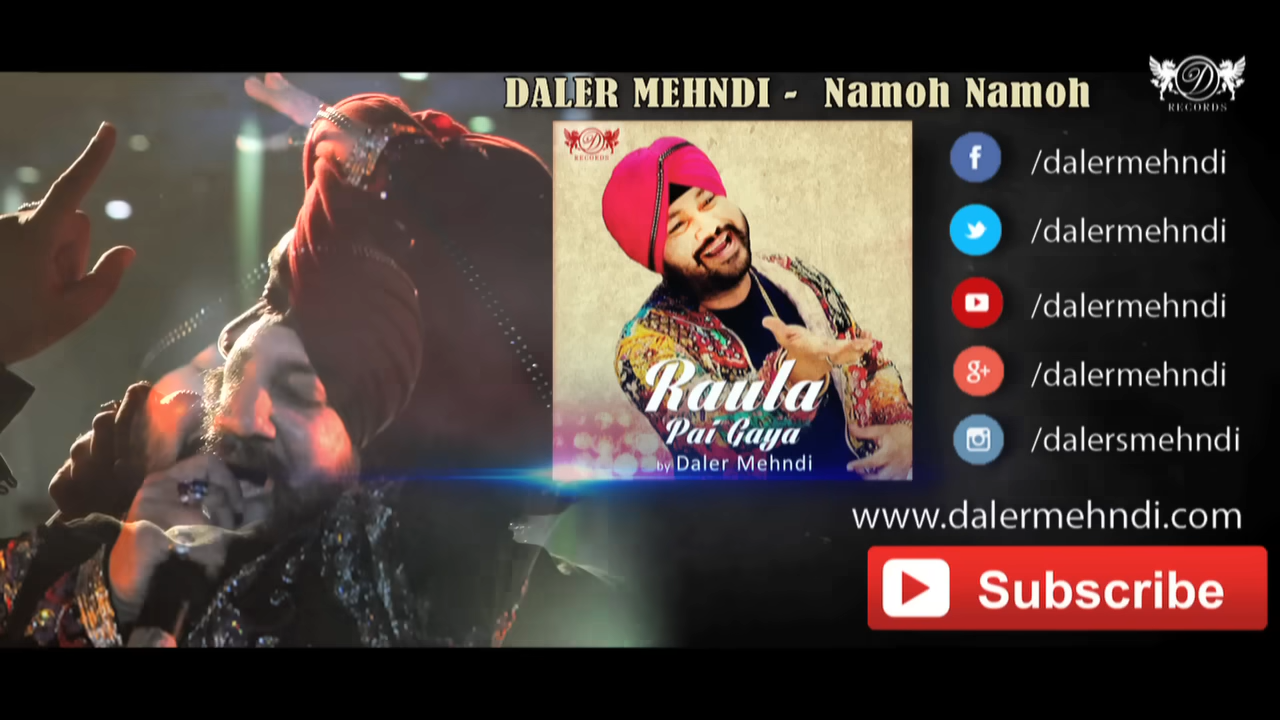 DALER MEHNDI - Namoh Namoh
D
RECORDS
D
RECORDS
Raula
Pai Gaya
by Daler Mehndi
f /dalermehndi
/dalermehndi
/dalermehndi
g+ /dalermehndi
/dalersmehndi
www.dalermehndi.com
Subscribe